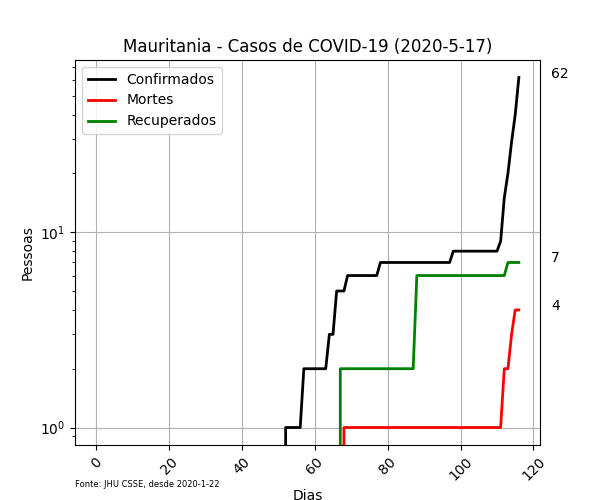 Mauritania - Casos de COVID-19 (2020-5-17)
Confirmados
Mortes
Recuperados
62
7
4
10¹
10⁰
Pessoas
0 20 40 60 80 100 120
Dias
Fonte: JHU CSSE, desde 2020-1-22